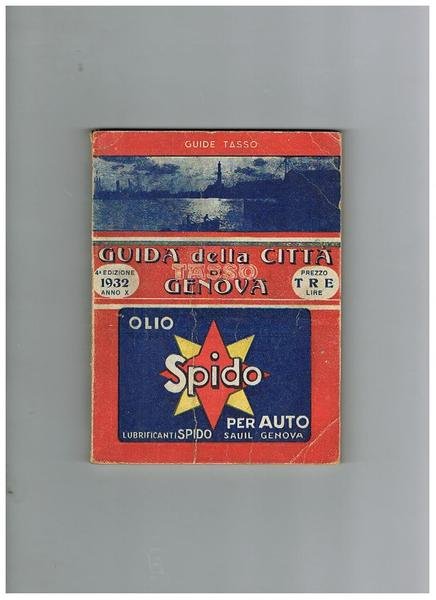 GUIDE TASSO
GUIDA della CITTÀ
TASSO
DI
GENOVA
4ª EDIZIONE
1932
ANNO X
PREZZO
TRE
LIRE
OLIO
Spido
PER AUTO
LUBRIFICANTI SPIDO SAUIL GENOVA